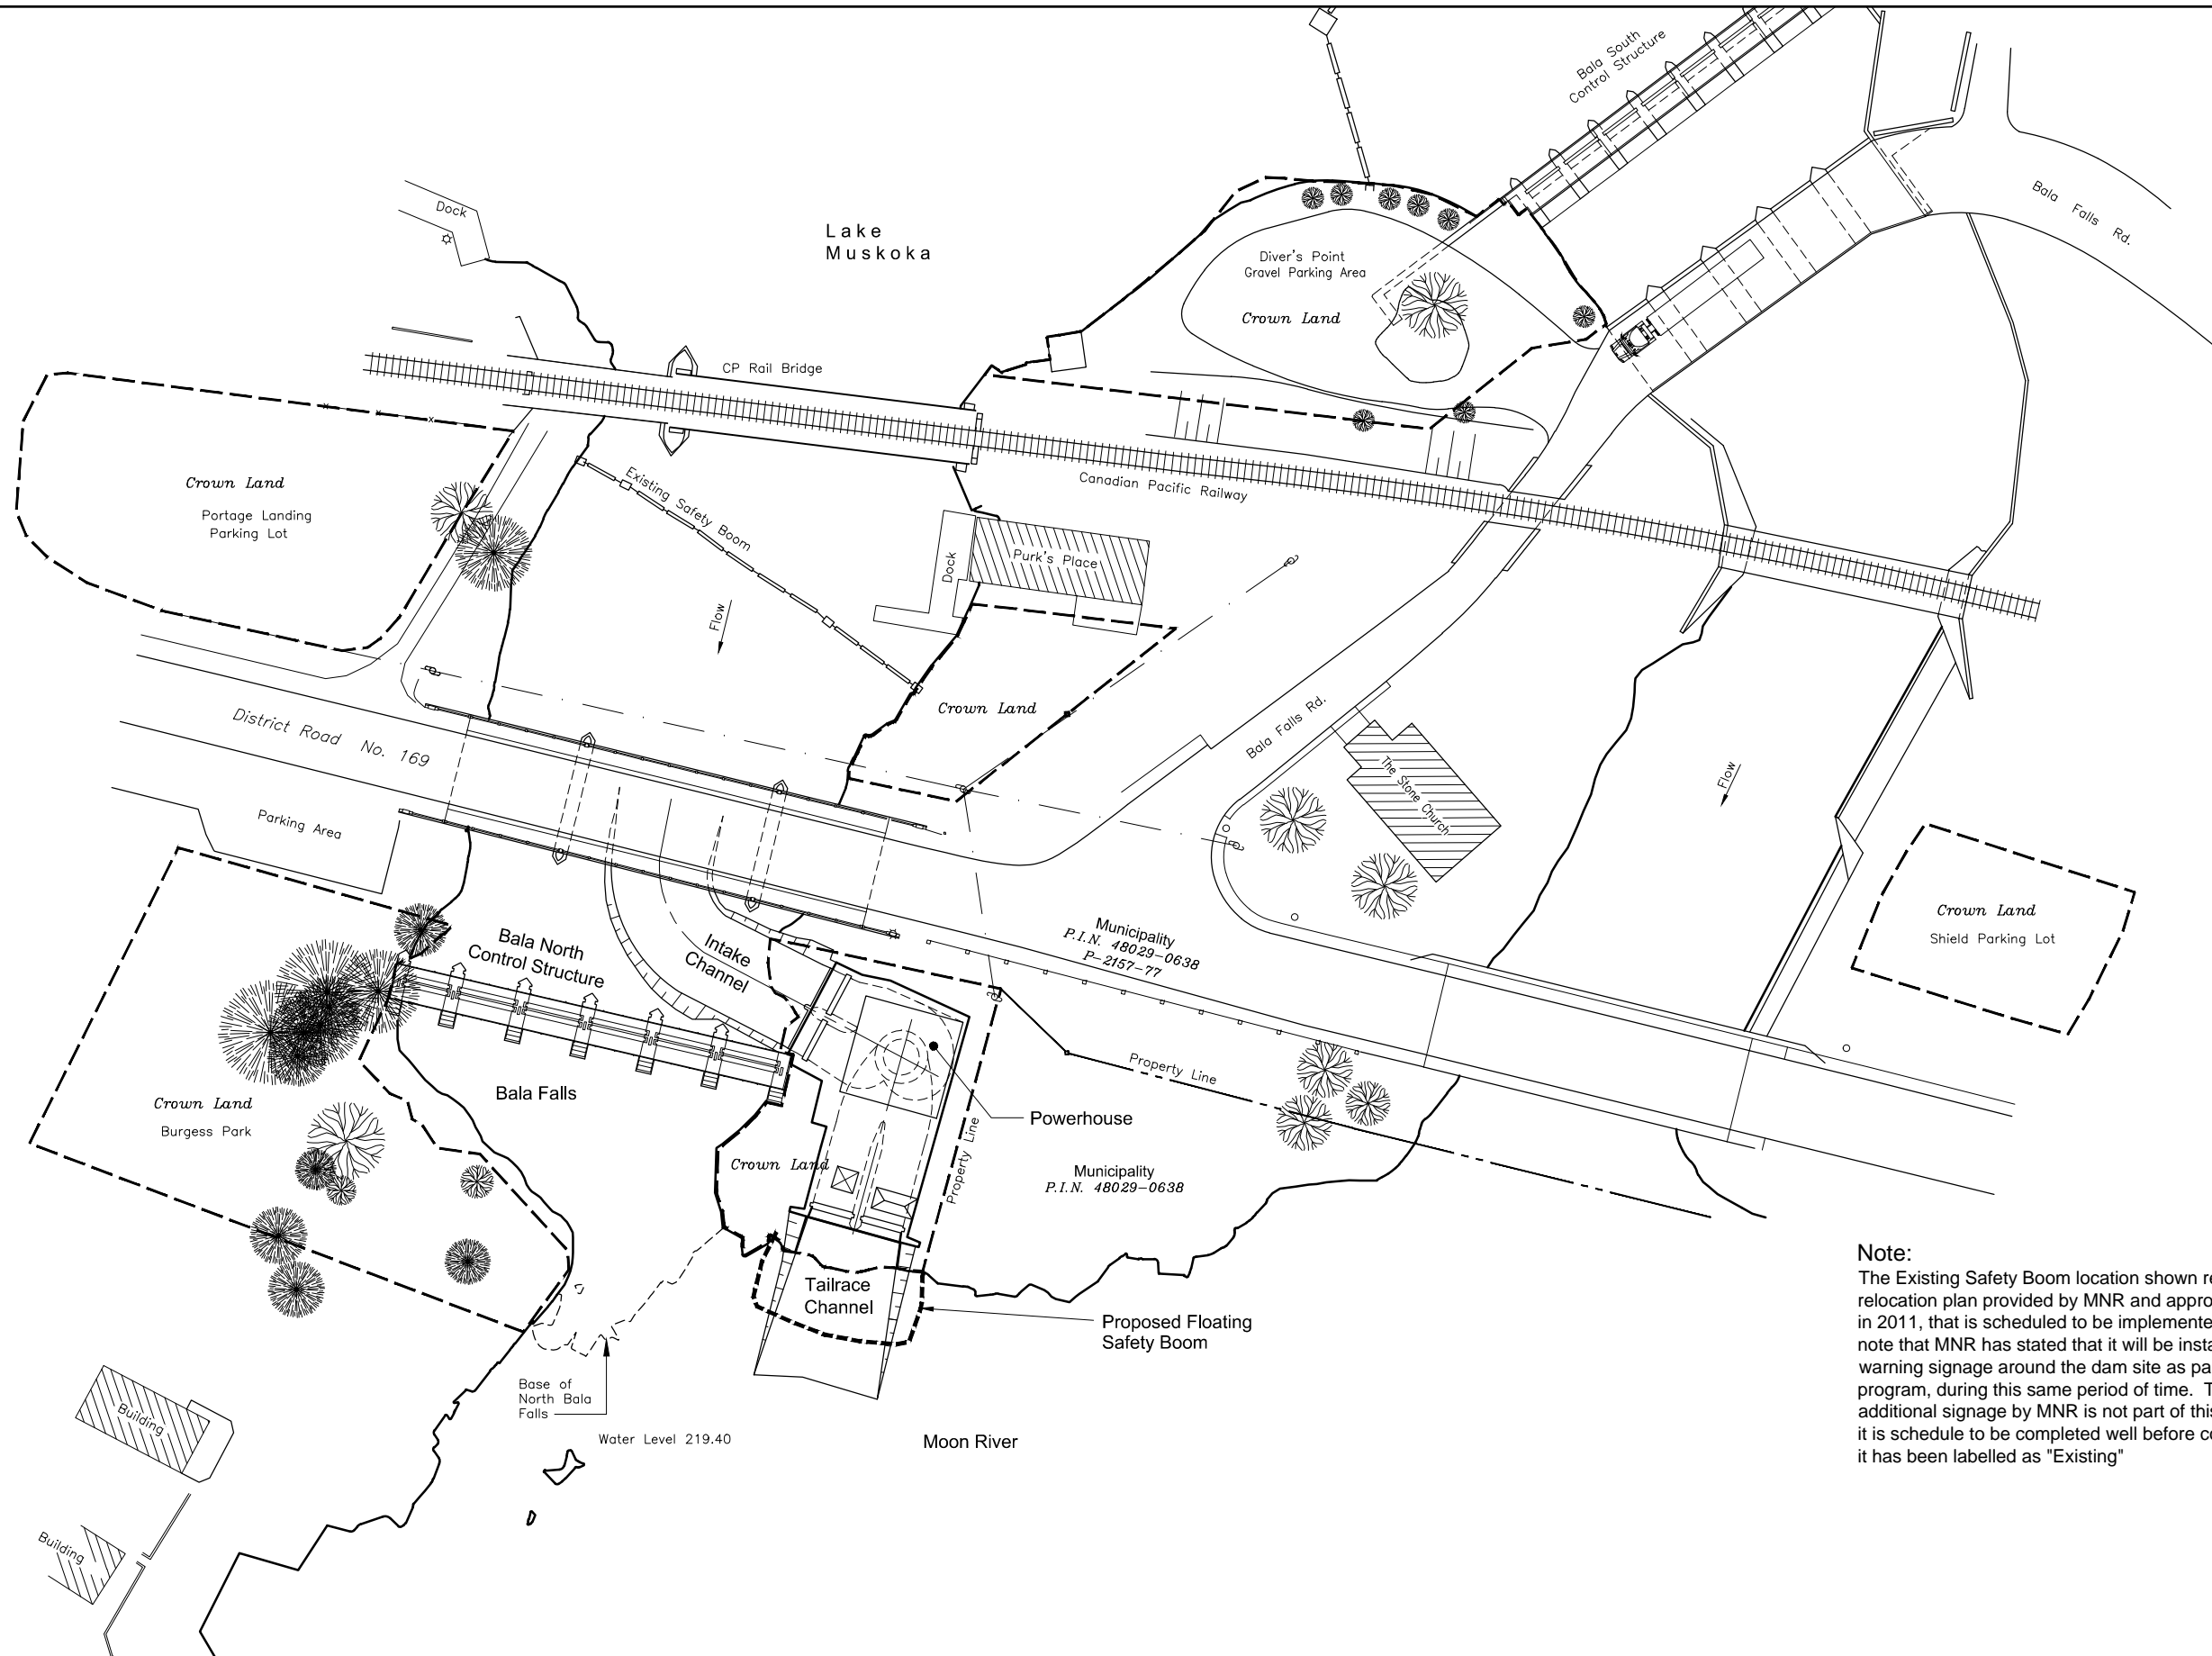 Bala South
Control Structure
Dock
Lake
Muskoka
Bala Falls Rd.
Diver's Point
Gravel Parking Area
Crown Land
CP Rail Bridge
Crown Land
Portage Landing
Parking Lot
Existing Safety Boom
Canadian Pacific Railway
Dock
Purk's Place
Flow
Crown Land
District Road No. 169
Bala Falls Rd.
The Stone Church
Flow
Parking Area
Crown Land
Shield Parking Lot
Bala North
Control Structure
Intake
Channel
Municipality
P.I.N. 48029-0638
P-2157-77
Property Line
Bala Falls
Crown Land
Burgess Park
Powerhouse
Crown Land
Property Line
Municipality
P.I.N. 48029-0638
Tailrace
Channel
Proposed Floating
Safety Boom
Base of
North Bala
Falls
Water Level 219.40
Moon River
Building
Building
Note:
The Existing Safety Boom location shown
relocation plan provided by MNR and
in 2011, that is scheduled to be
note that MNR has stated that it will be
warning signage around the dam site as
program, during this same period of time.
additional signage by MNR is not part of
it is schedule to be completed well before
it has been labelled as "Existing"